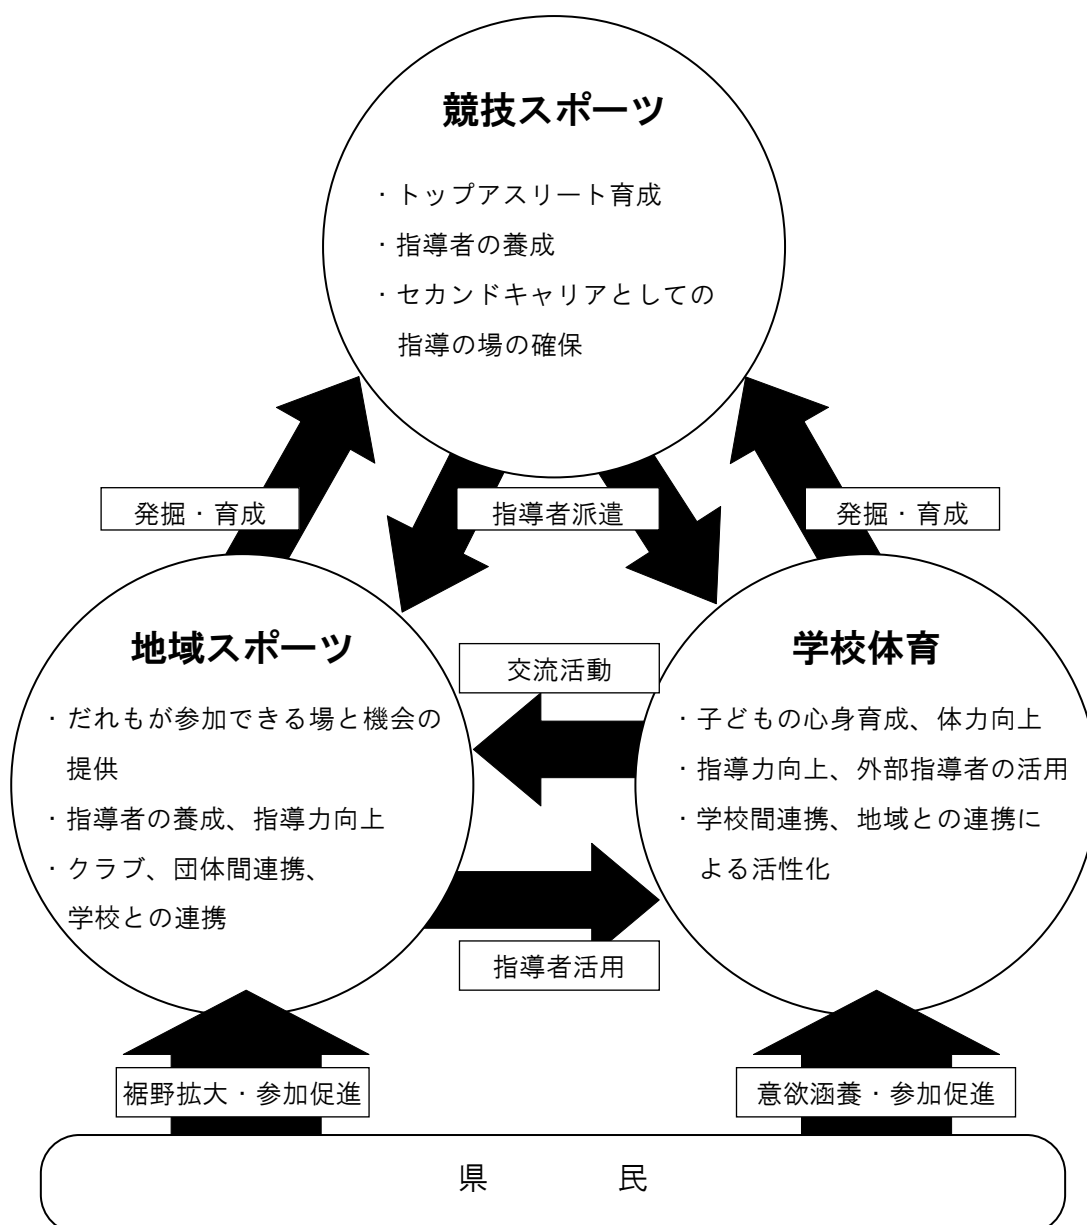 競技スポーツ
・トップアスリート育成
・指導者の養成
・セカンドキャリアとしての
指導の場の確保
発掘・育成
指導者派遣
発掘・育成
地域スポーツ
・だれもが参加できる場と機会の
提供
・指導者の養成、指導力向上
・クラブ、団体間連携、
学校との連携
交流活動
指導者活用
学校体育
・子どもの心身育成、体力向上
・指導力向上、外部指導者の活用
・学校間連携、地域との連携に
よる活性化
裾野拡大・参加促進
意欲涵養・参加促進
県　　　　民